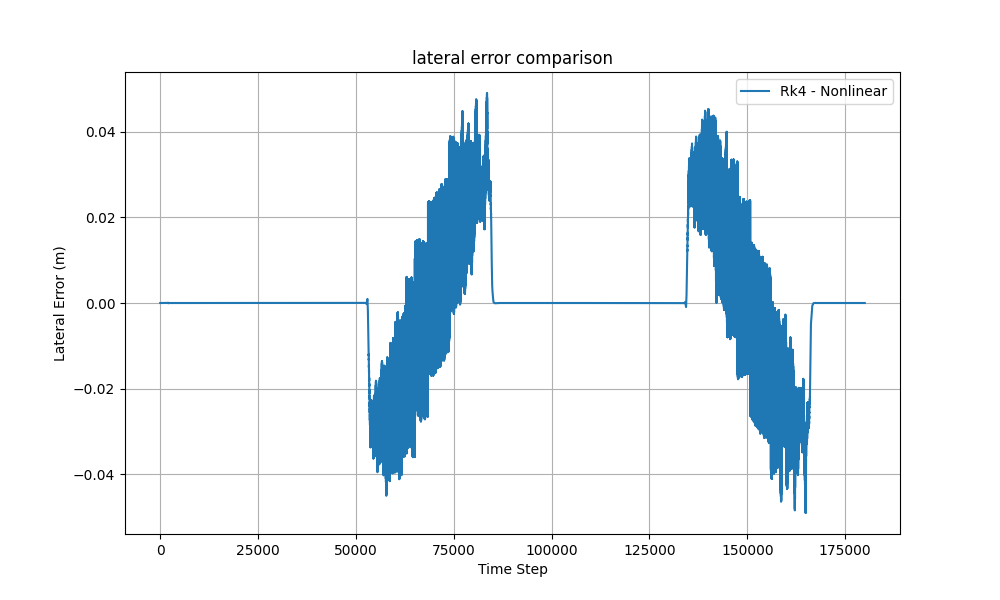 lateral error comparison
Rk4 - Nonlinear
Lateral Error (m)
0.04
0.02
0.00
−0.02
−0.04
0 25000 50000 75000 100000 125000 150000 175000
Time Step